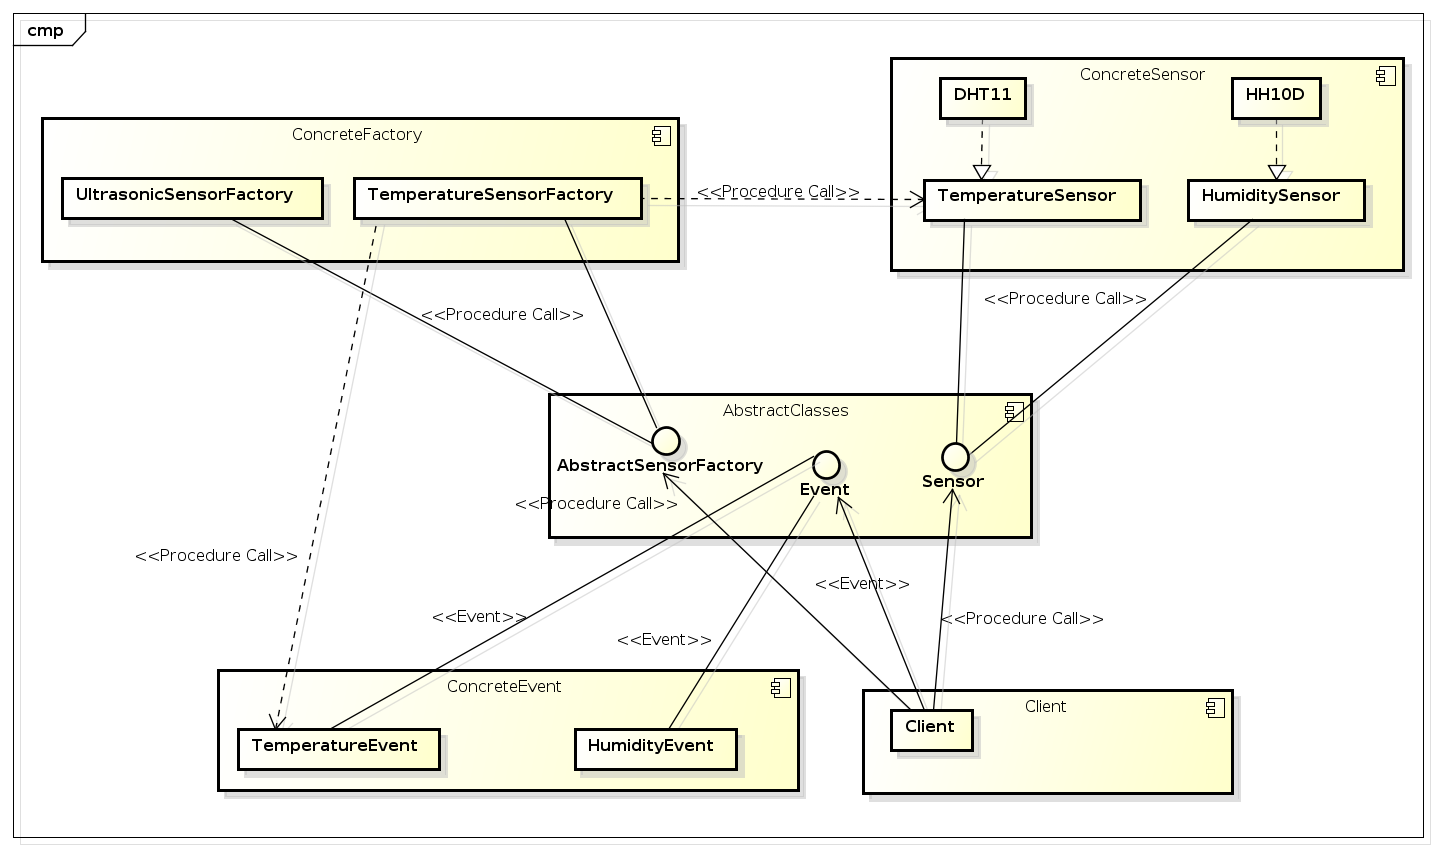 cmp
ConcreteSensor
DHT11
HH10D
ConcreteFactory
UltrasonicSensorFactory
TemperatureSensorFactory
<<Procedure Call>>
TemperatureSensor
HumiditySensor
<<Procedure Call>>
<<Procedure Call>>
AbstractClasses
AbstractSensorFactory
Event
Sensor
<<Procedure Call>>
<<Procedure Call>>
<<Event>>
<<Event>>
<<Procedure Call>>
<<Event>>
ConcreteEvent
TemperatureEvent
HumidityEvent
Client
Client